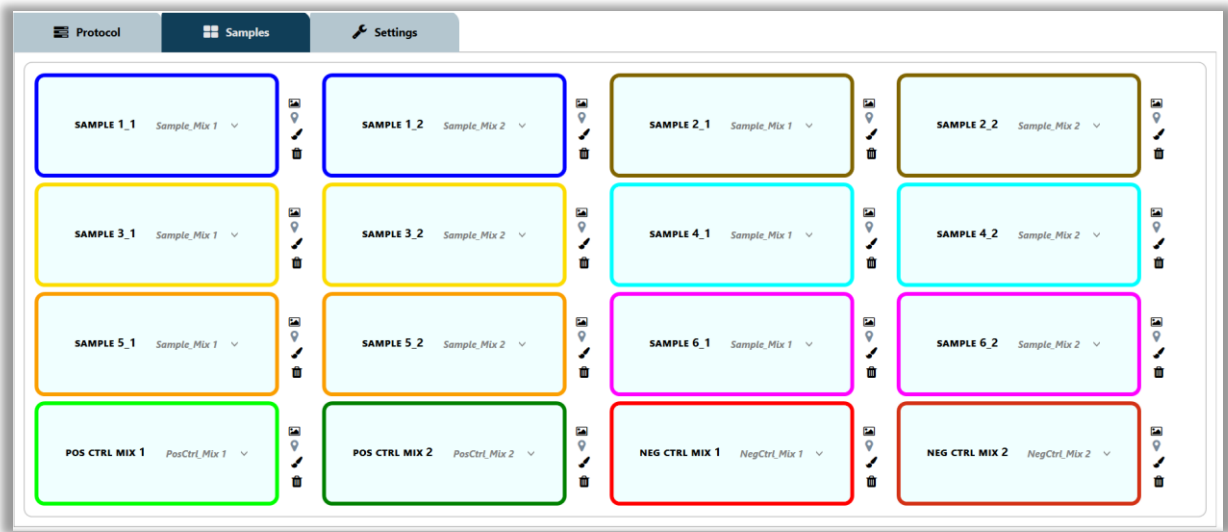 Protocol Samples Settings
SAMPLE 1_1 Sample_Mix 1 SAMPLE 1_2 Sample_Mix 2 SAMPLE 2_1 Sample_Mix 1 SAMPLE 2_2 Sample_Mix 2
SAMPLE 3_1 Sample_Mix 1 SAMPLE 3_2 Sample_Mix 2 SAMPLE 4_1 Sample_Mix 1 SAMPLE 4_2 Sample_Mix 2
SAMPLE 5_1 Sample_Mix 1 SAMPLE 5_2 Sample_Mix 2 SAMPLE 6_1 Sample_Mix 1 SAMPLE 6_2 Sample_Mix 2
POS CTRL MIX 1 PosCtrl_Mix 1 POS CTRL MIX 2 PosCtrl_Mix 2 NEG CTRL MIX 1 NegCtrl_Mix 1 NEG CTRL MIX 2 NegCtrl_Mix 2